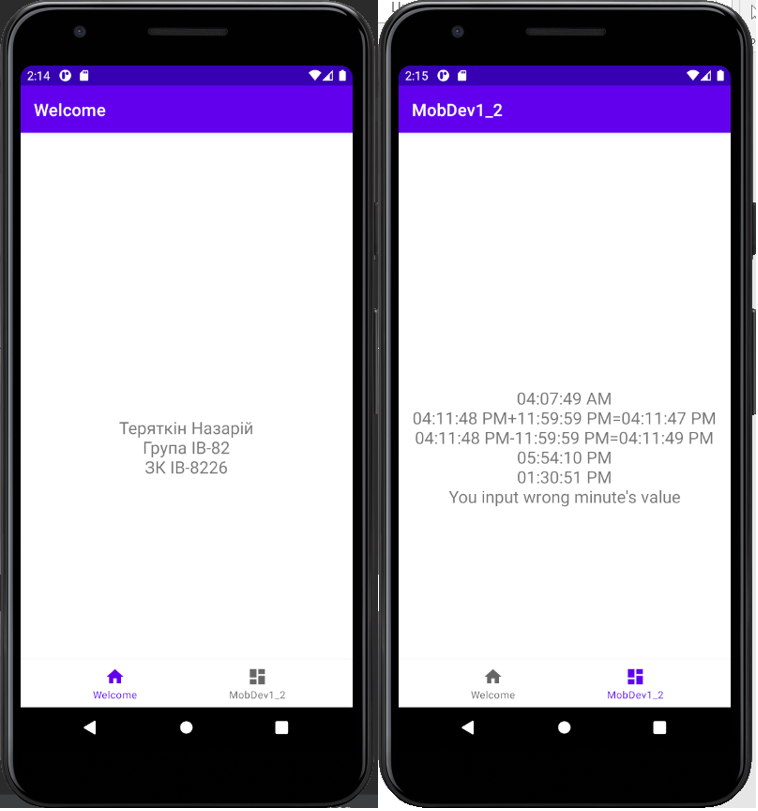 2:14
Welcome
Теряткін Назарій
Група ІВ-82
ЗК ІВ-8226
Welcome
MobDev1_2
2:15
MobDev1_2
04:07:49 AM
04:11:48 PM+11:59:59 PM=04:11:47 PM
04:11:48 PM-11:59:59 PM=04:11:49 PM
05:54:10 PM
01:30:51 PM
You input wrong minute's value
Welcome
MobDev1_2